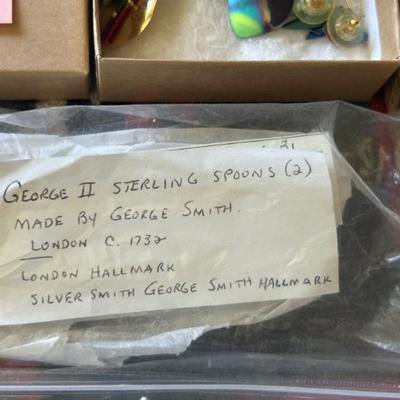 GEORGE II STERLING SPOONS (2)
MADE BY GEORGE SMITH.
LONDON C. 1732
LONDON HALLMARK
SILVER SMITH GEORGE SMITH HALLMARK